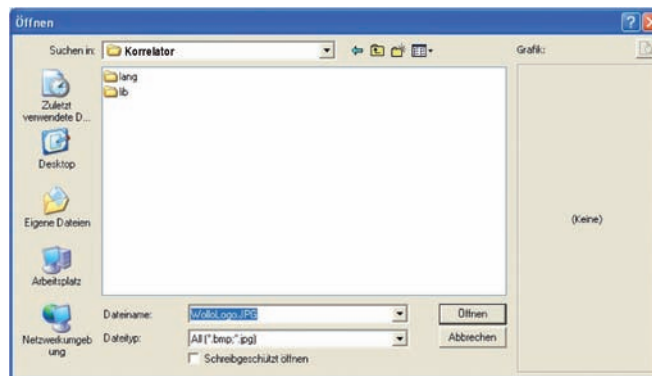 Öffnen
Suchen in:
Korrelator
Grafik:
lang
lib
Zuletzt
verwendete D...
Desktop
Eigene Dateien
Arbeitsplatz
Netzwerkumgeb
ung
(Keine)
Dateiname:
WolloLogo.JPG
Öffnen
Dateityp:
All (*.bmp;*.jpg)
Abbrechen
Schreibgeschützt öffnen